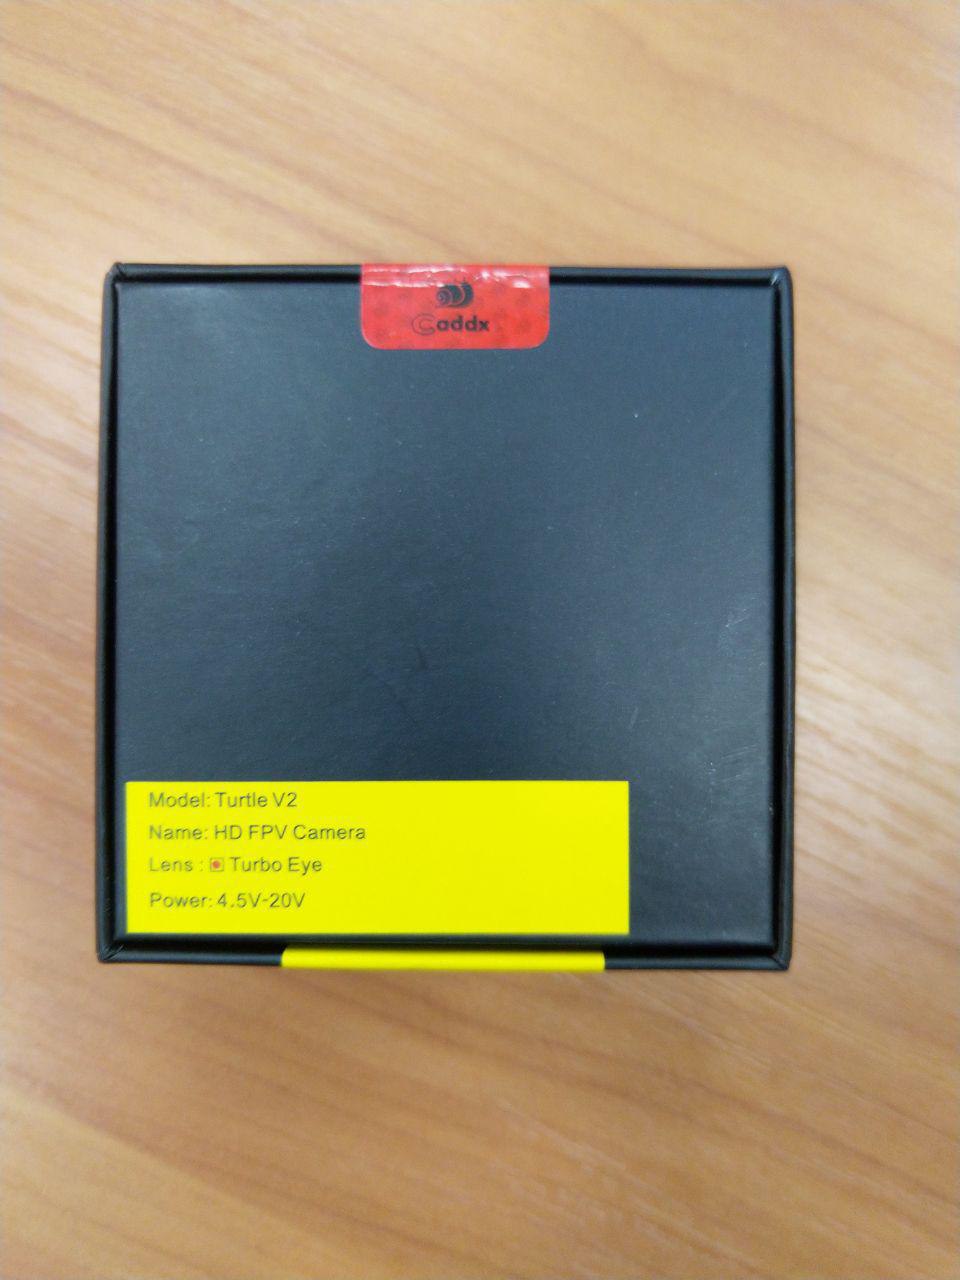 Caddx
Model: Turtle V2
Name: HD FPV Camera
Lens : Turbo Eye
Power: 4.5V-20V